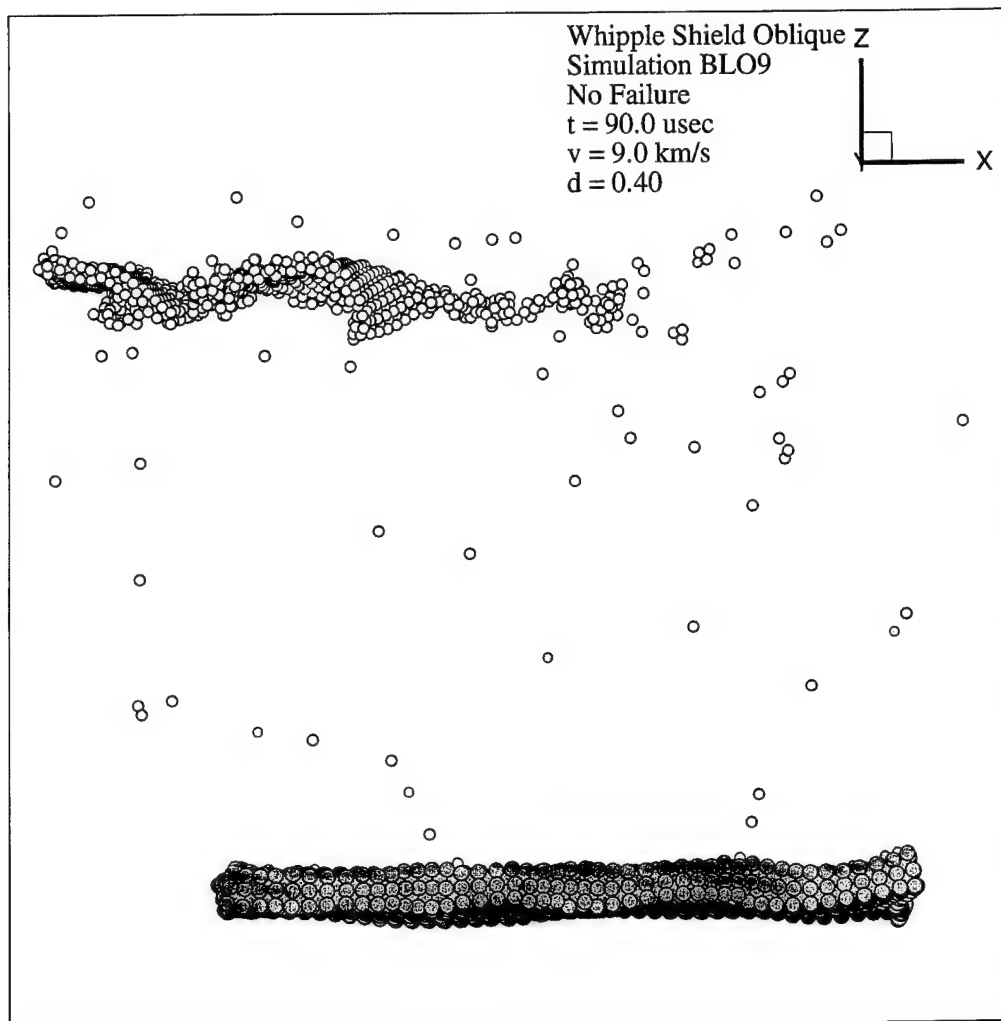 Whipple Shield Oblique
Simulation BLO9
No Failure
t = 90.0 usec
v = 9.0 km/s
d = 0.40
Z
X